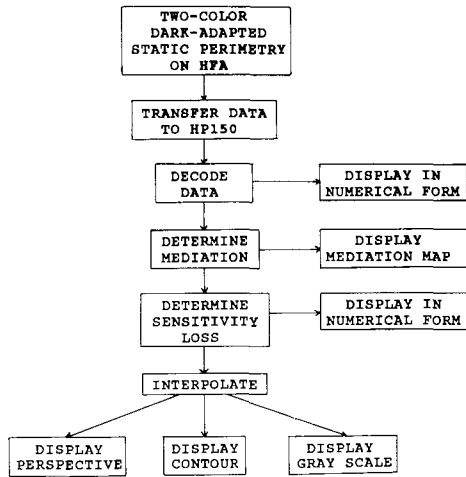 TWO-COLOR
DARK-ADAPTED
STATIC PERIMETRY
ON HFA
TRANSFER DATA
TO HP150
DECODE
DATA
DISPLAY IN
NUMERICAL FORM
DETERMINE
MEDIATION
DISPLAY
MEDIATION MAP
DETERMINE
SENSITIVITY
LOSS
DISPLAY IN
NUMERICAL FORM
INTERPOLATE
DISPLAY
PERSPECTIVE
DISPLAY
CONTOUR
DISPLAY
GRAY SCALE